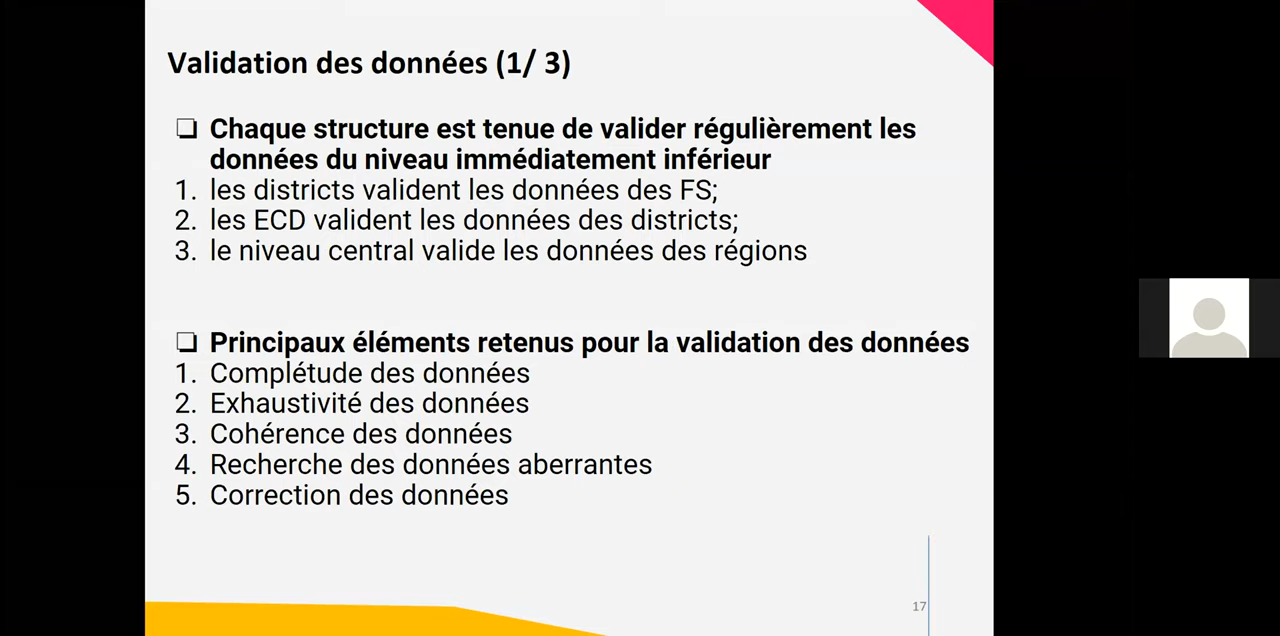 Validation des données (1/ 3)
❑ Chaque structure est tenue de valider régulièrement les
données du niveau immédiatement inférieur
1. les districts valident les données des FS;
2. les ECD valident les données des districts;
3. le niveau central valide les données des régions
❑ Principaux éléments retenus pour la validation des données
1. Complétude des données
2. Exhaustivité des données
3. Cohérence des données
4. Recherche des données aberrantes
5. Correction des données
17